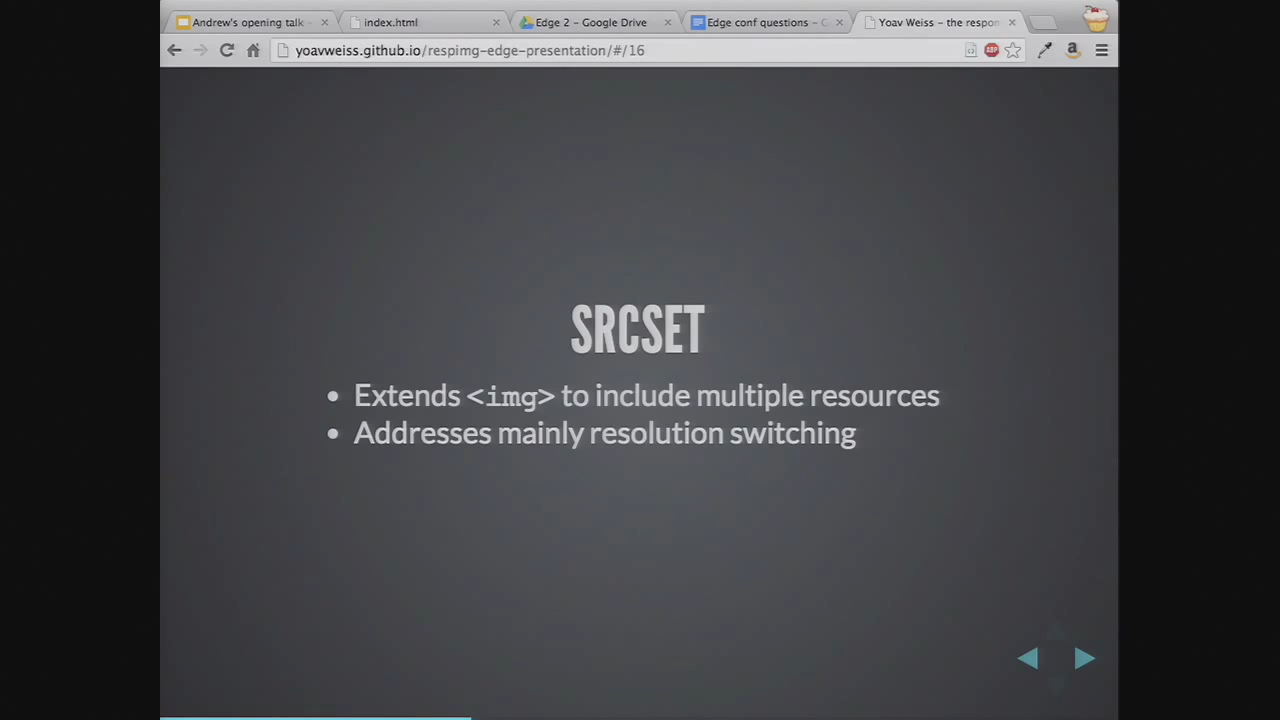 Andrew's opening talk -
index.html
Edge 2 – Google Drive
Edge conf questions –
Yoav Weiss – the respon
yoavweiss.github.io/respimg-edge-presentation/#/16
ABP
a
SRCSET
• Extends <img> to include multiple resources
• Addresses mainly resolution switching